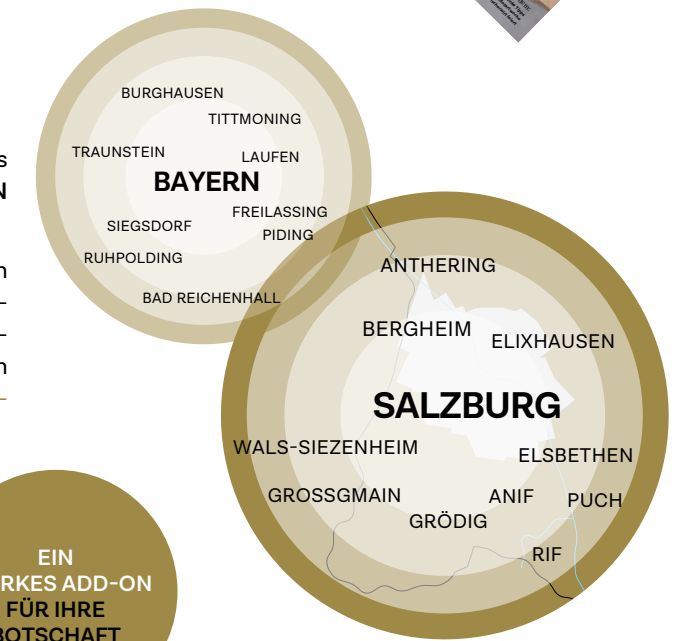 BURGHAUSEN
TITTMONING
TRAUNSTEIN
LAUFEN
BAYERN
FREILASSING
SIEGSDORF
PIDING
RUHPOLDING
BAD REICHENHALL
ANTHERING
BERGHEIM
ELIXHAUSEN
SALZBURG
WALS-SIEZENHEIM
ELSBETHEN
GROSSGMAIN
ANIF
PUCH
GRÖDIG
RIF
EIN
RKES ADD-ON
FÜR IHRE
BOTSCHAFT